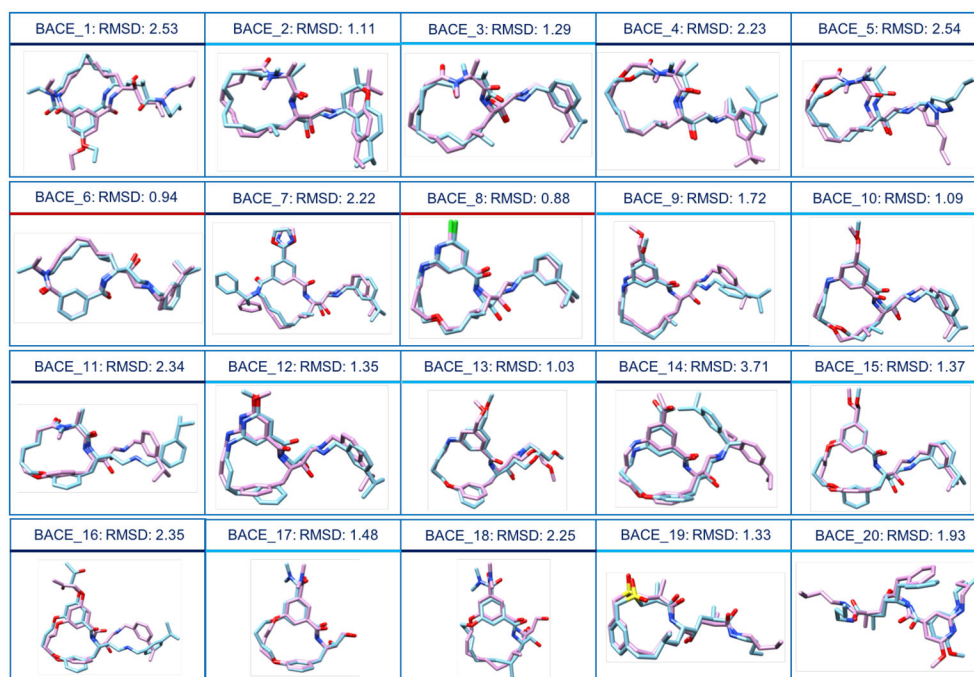 BACE_1: RMSD: 2.53
BACE_2: RMSD: 1.11
BACE_3: RMSD: 1.29
BACE_4: RMSD: 2.23
BACE_5: RMSD: 2.54
BACE_6: RMSD: 0.94
BACE_7: RMSD: 2.22
BACE_8: RMSD: 0.88
BACE_9: RMSD: 1.72
BACE_10: RMSD: 1.09
BACE_11: RMSD: 2.34
BACE_12: RMSD: 1.35
BACE_13: RMSD: 1.03
BACE_14: RMSD: 3.71
BACE_15: RMSD: 1.37
BACE_16: RMSD: 2.35
BACE_17: RMSD: 1.48
BACE_18: RMSD: 2.25
BACE_19: RMSD: 1.33
BACE_20: RMSD: 1.93